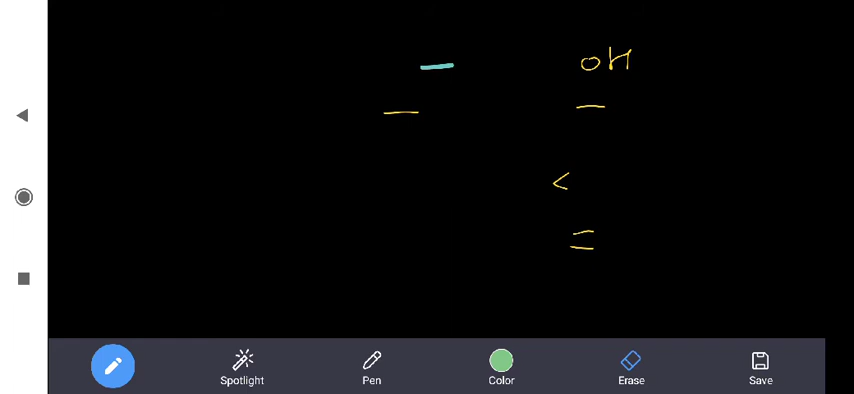 — oH
— —
<
=
Spotlight Pen Color Erase Save